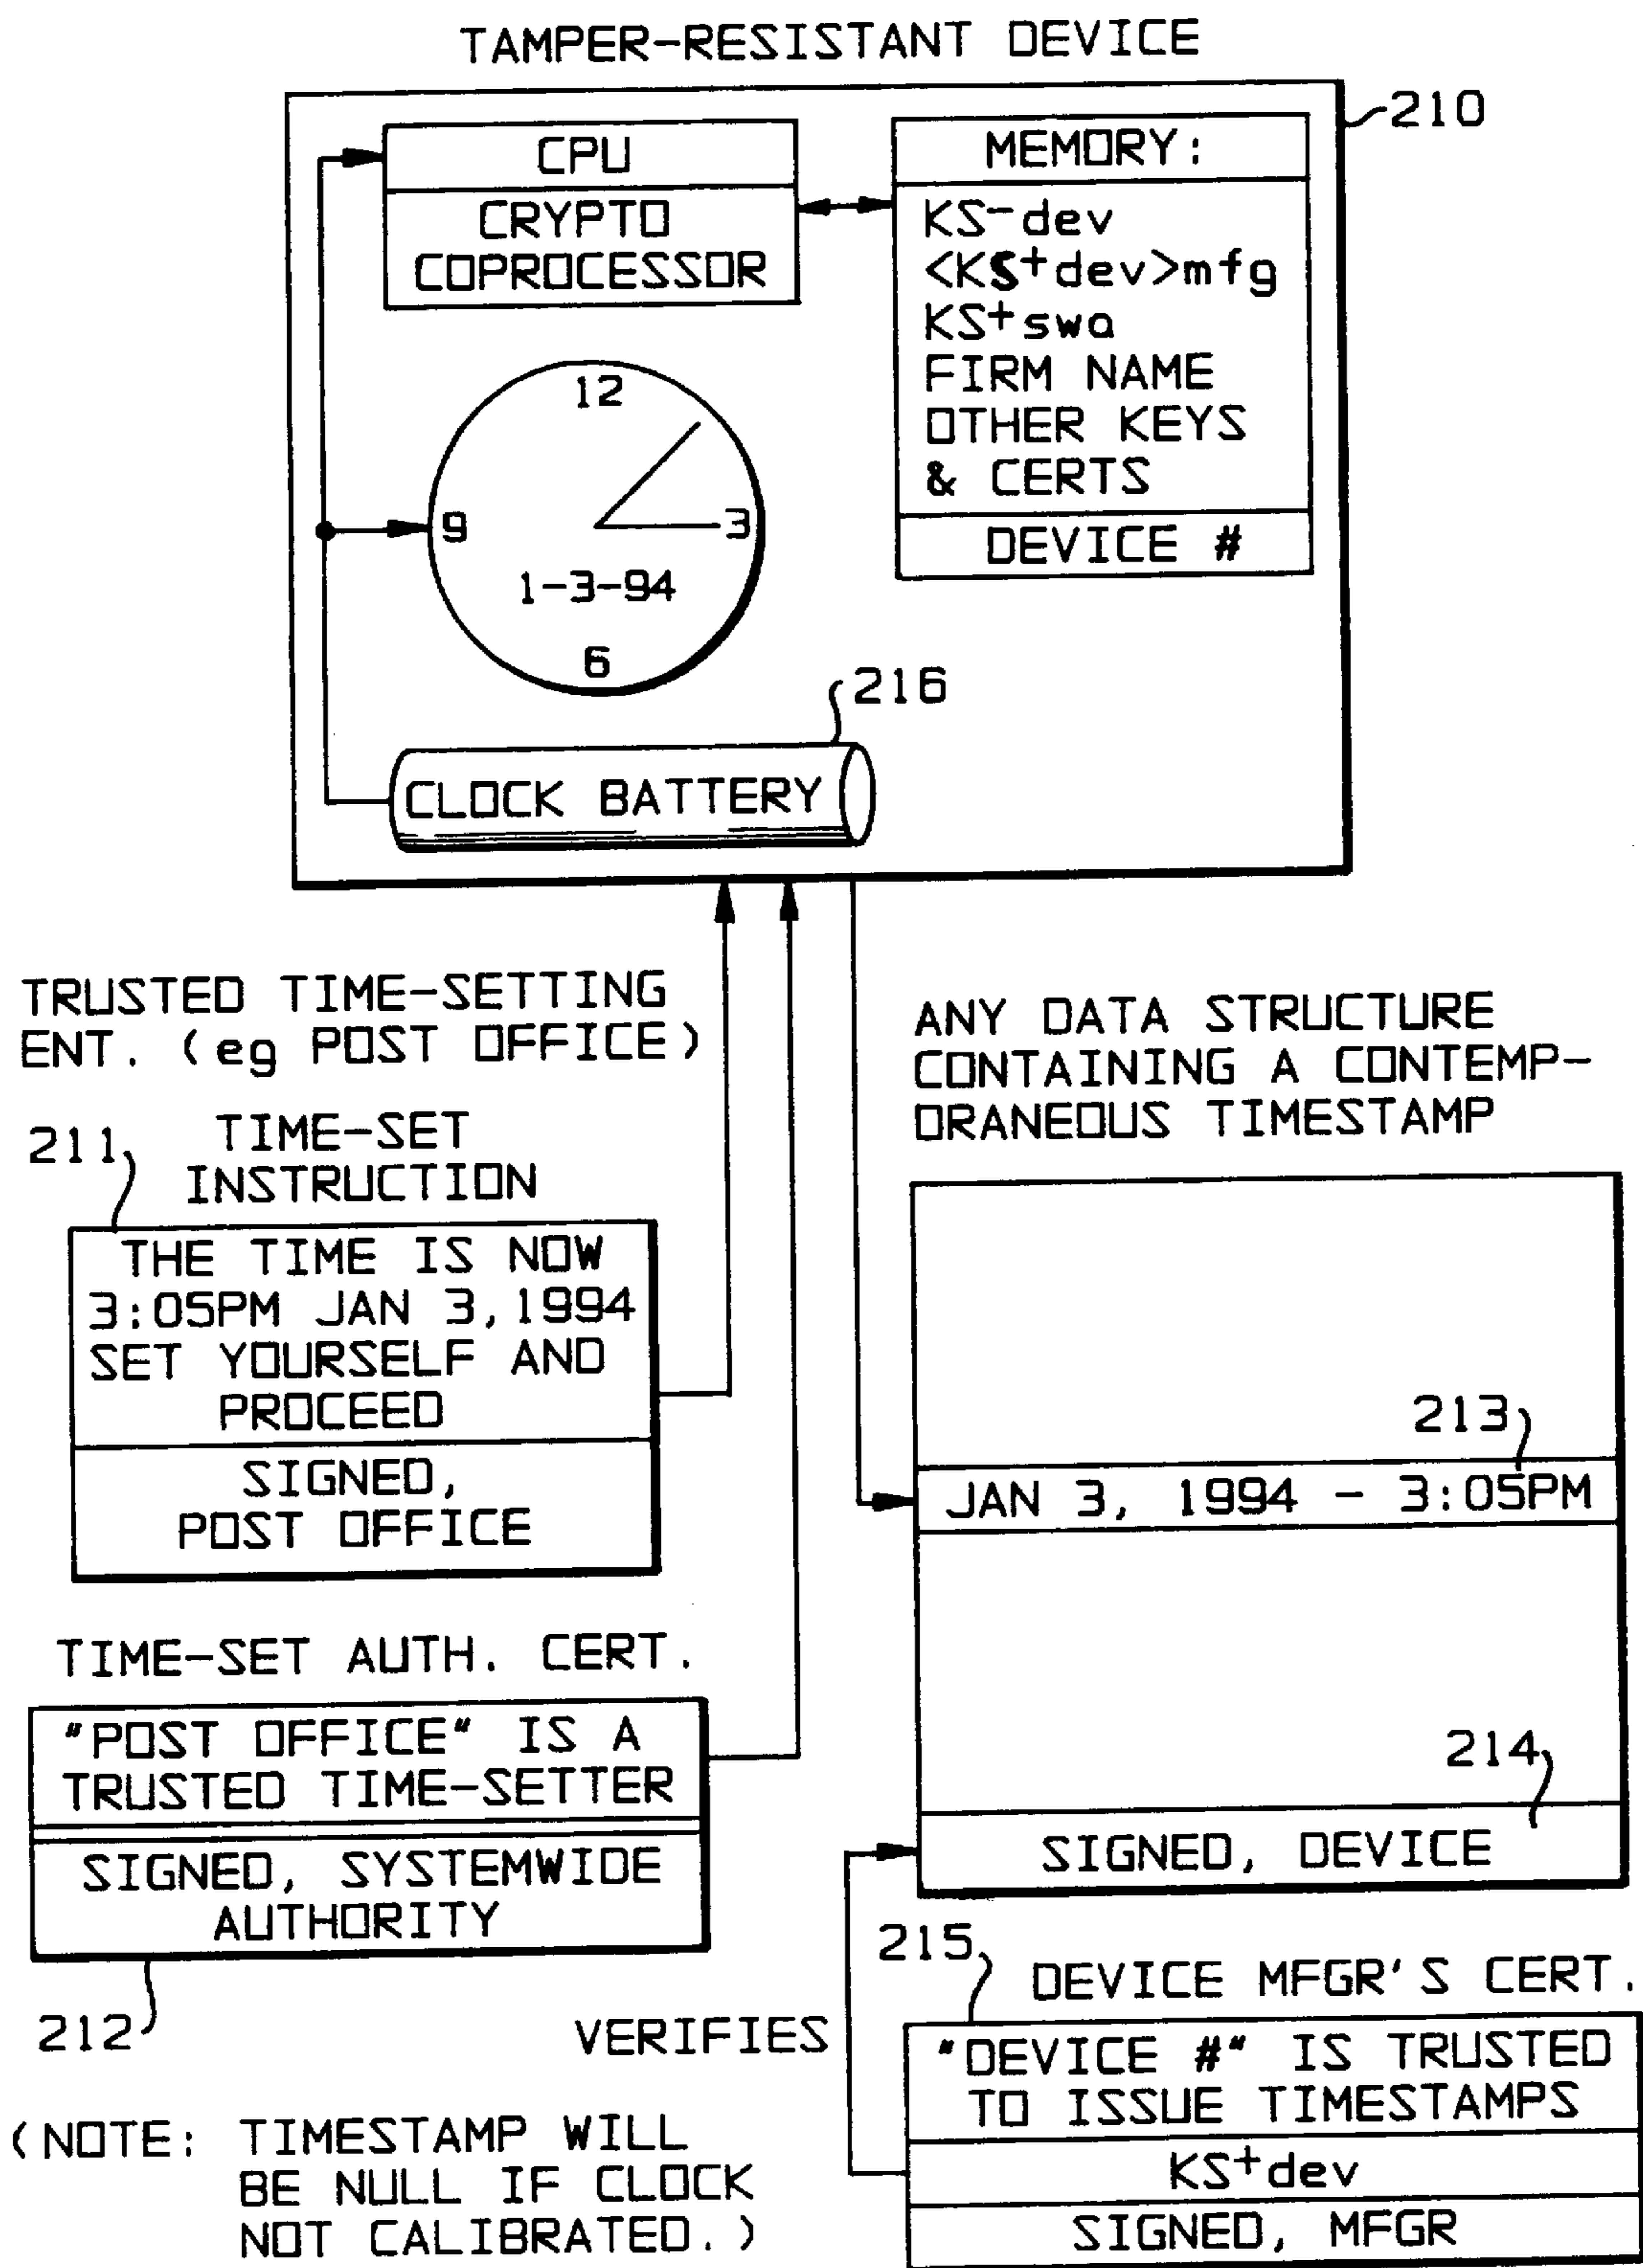 TAMPER-RESISTANT DEVICE
210
CPU
CRYPTO
COPROCESSOR
MEMORY:
KS⁻dev
<KS⁺dev>mfg
KS⁺swa
FIRM NAME
OTHER KEYS
& CERTS
DEVICE #
12
9
3
1-3-94
6
216
CLOCK BATTERY
TRUSTED TIME-SETTING
ENT. (eg POST OFFICE)
211
TIME-SET
INSTRUCTION
THE TIME IS NOW
3:05PM JAN 3,1994
SET YOURSELF AND
PROCEED
SIGNED,
POST OFFICE
TIME-SET AUTH. CERT.
"POST OFFICE" IS A
TRUSTED TIME-SETTER
SIGNED, SYSTEMWIDE
AUTHORITY
212
ANY DATA STRUCTURE
CONTAINING A CONTEMP-
ORANEOUS TIMESTAMP
213
JAN 3, 1994 - 3:05PM
214
SIGNED, DEVICE
215
DEVICE MFGR'S CERT.
VERIFIES
"DEVICE #" IS TRUSTED
TO ISSUE TIMESTAMPS
KS⁺dev
SIGNED, MFGR
(NOTE: TIMESTAMP WILL
BE NULL IF CLOCK
NOT CALIBRATED.)